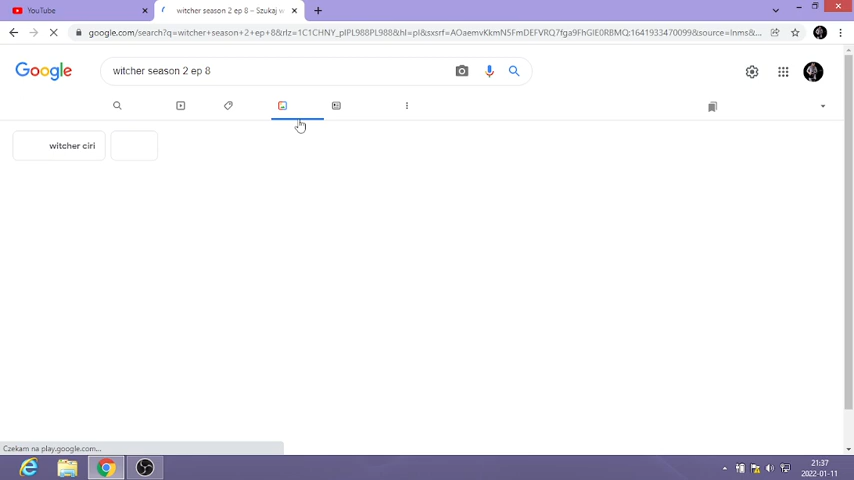 YouTube
witcher season 2 ep 8 – Szukaj w
google.com/search?q=witcher+season+2+ep+8&rlz=1C1CHNY_plPL988PL988&hl=pl&sxsrf=AOaemvKkmN5FmDEFVRQ7fga9FhGlE0RBMQ:1641933470099&source=lnms&...
Google
witcher season 2 ep 8
witcher ciri
Czekam na play.google.com...
21:37
2022-01-11